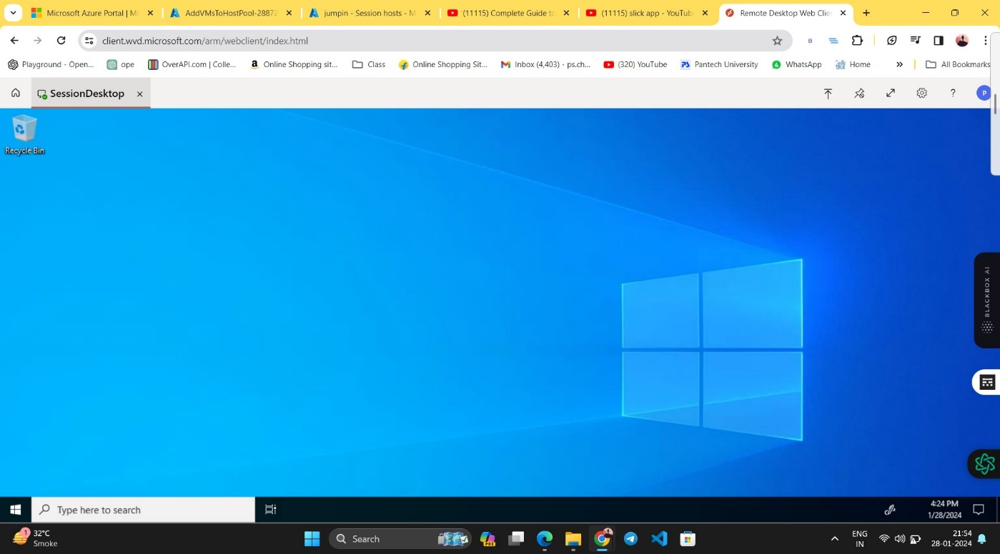 Microsoft Azure Portal | Mi
AddVMsToHostPool-28872
jumpin - Session hosts - M
(11115) Complete Guide to
(11115) slick app - YouTube
Remote Desktop Web Clie
client.wvd.microsoft.com/arm/webclient/index.html
B
Playground - Open...
ope
OverAPI.com | Colle...
Online Shopping sit...
Class
Online Shopping Sit...
Inbox (4,403) - ps.ch...
(320) YouTube
Pantech University
WhatsApp
Home
»
All Bookmarks
SessionDesktop
?
P
Recycle Bin
BLACKBOX AI
Type here to search
4:24 PM
1/28/2024
1
32°C
Smoke
Search
PRE
ENG
IN
21:54
28-01-2024